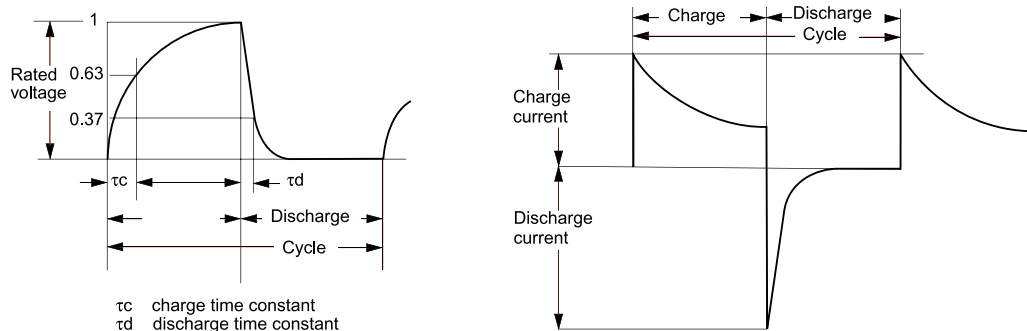 1
Rated
voltage
0.63
0.37
τc
τd
Discharge
Cycle
τc charge time constant
τd discharge time constant
Charge
Discharge
Cycle
Charge
current
Discharge
current